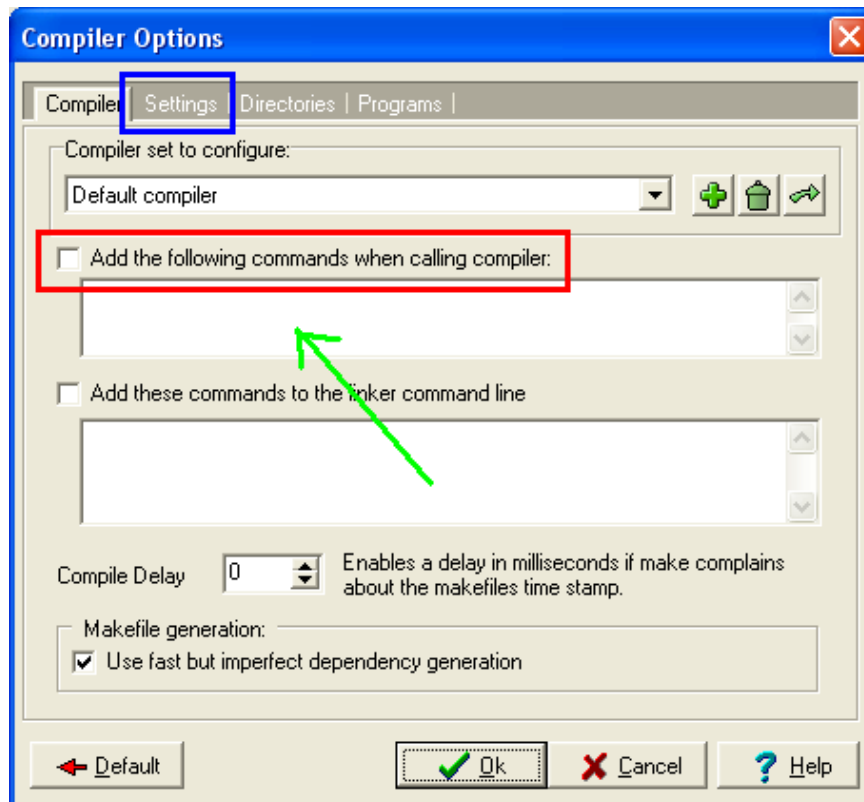 Compiler Options
Compiler Settings Directories Programs
Compiler set to configure:
Default compiler
Add the following commands when calling compiler:
Add these commands to the linker command line
Compile Delay 0 Enables a delay in milliseconds if make complains
about the makefiles time stamp.
Makefile generation:
Use fast but imperfect dependency generation
Default Ok Cancel Help